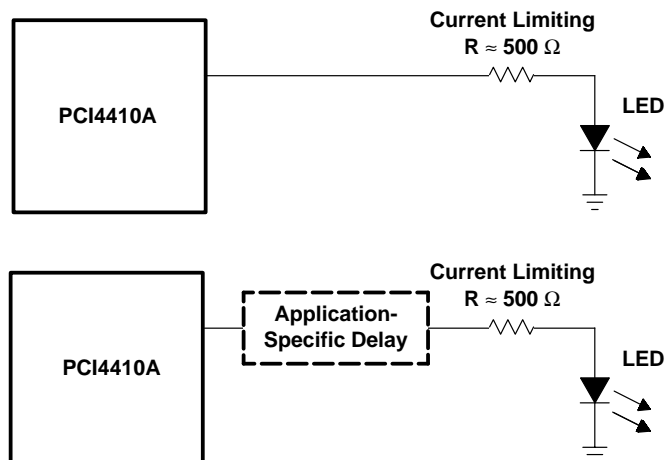 Current Limiting
R ≈ 500 Ω
LED
PCI4410A
Current Limiting
R ≈ 500 Ω
Application-
Specific Delay
LED
PCI4410A